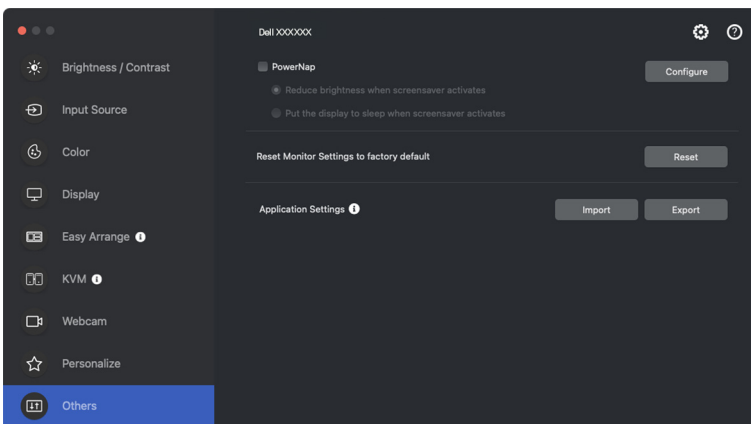 Dell XXXXXX
Brightness / Contrast
Input Source
Color
Display
Easy Arrange
KVM
Webcam
Personalize
Others
PowerNap
Configure
Reduce brightness when screensaver activates
Put the display to sleep when screensaver activates
Reset Monitor Settings to factory default
Reset
Application Settings
Import
Export